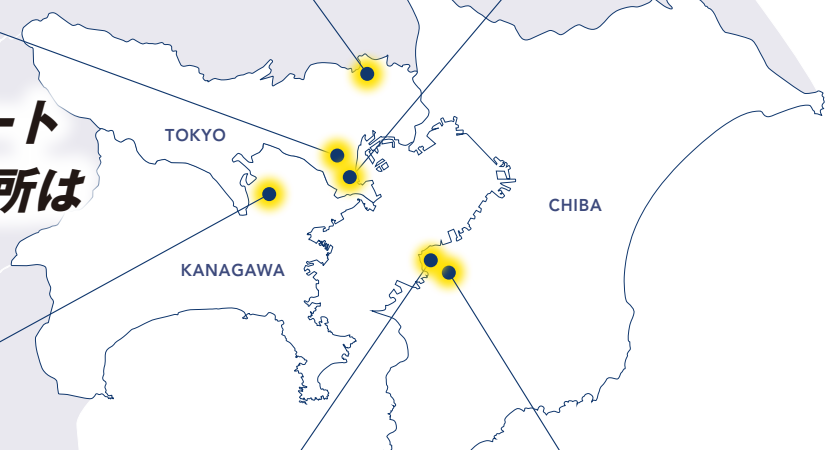 ート
所は
TOKYO
CHIBA
KANAGAWA